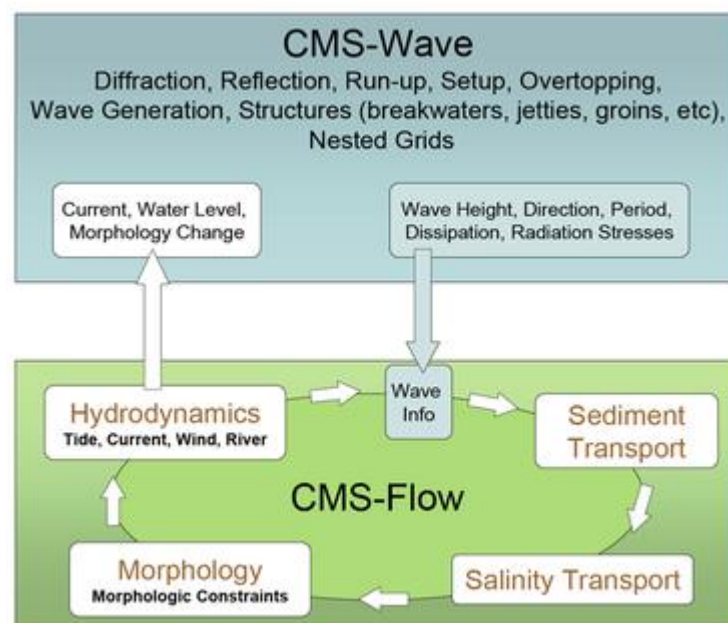 CMS-Wave
Diffraction, Reflection, Run-up, Setup, Overtopping,
Wave Generation, Structures (breakwaters, jetties, groins, etc),
Nested Grids
Current, Water Level,
Morphology Change
Wave Height, Direction, Period,
Dissipation, Radiation Stresses
Hydrodynamics
Tide, Current, Wind, River
Wave
Info
Sediment
Transport
CMS-Flow
Morphology
Morphologic Constraints
Salinity Transport